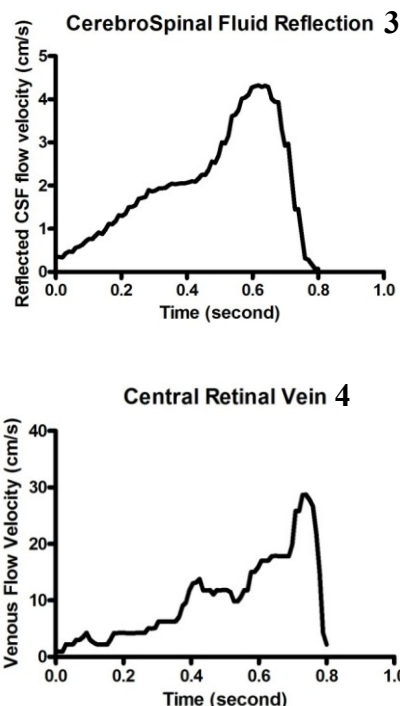 CerebroSpinal Fluid Reflection 3
Reflected CSF flow velocity (cm/s)
5
4
3
2
1
0
0.0 0.2 0.4 0.6 0.8 1.0
Time (second)
Central Retinal Vein 4
Venous Flow Velocity (cm/s)
40
30
20
10
0
0.0 0.2 0.4 0.6 0.8 1.0
Time (second)